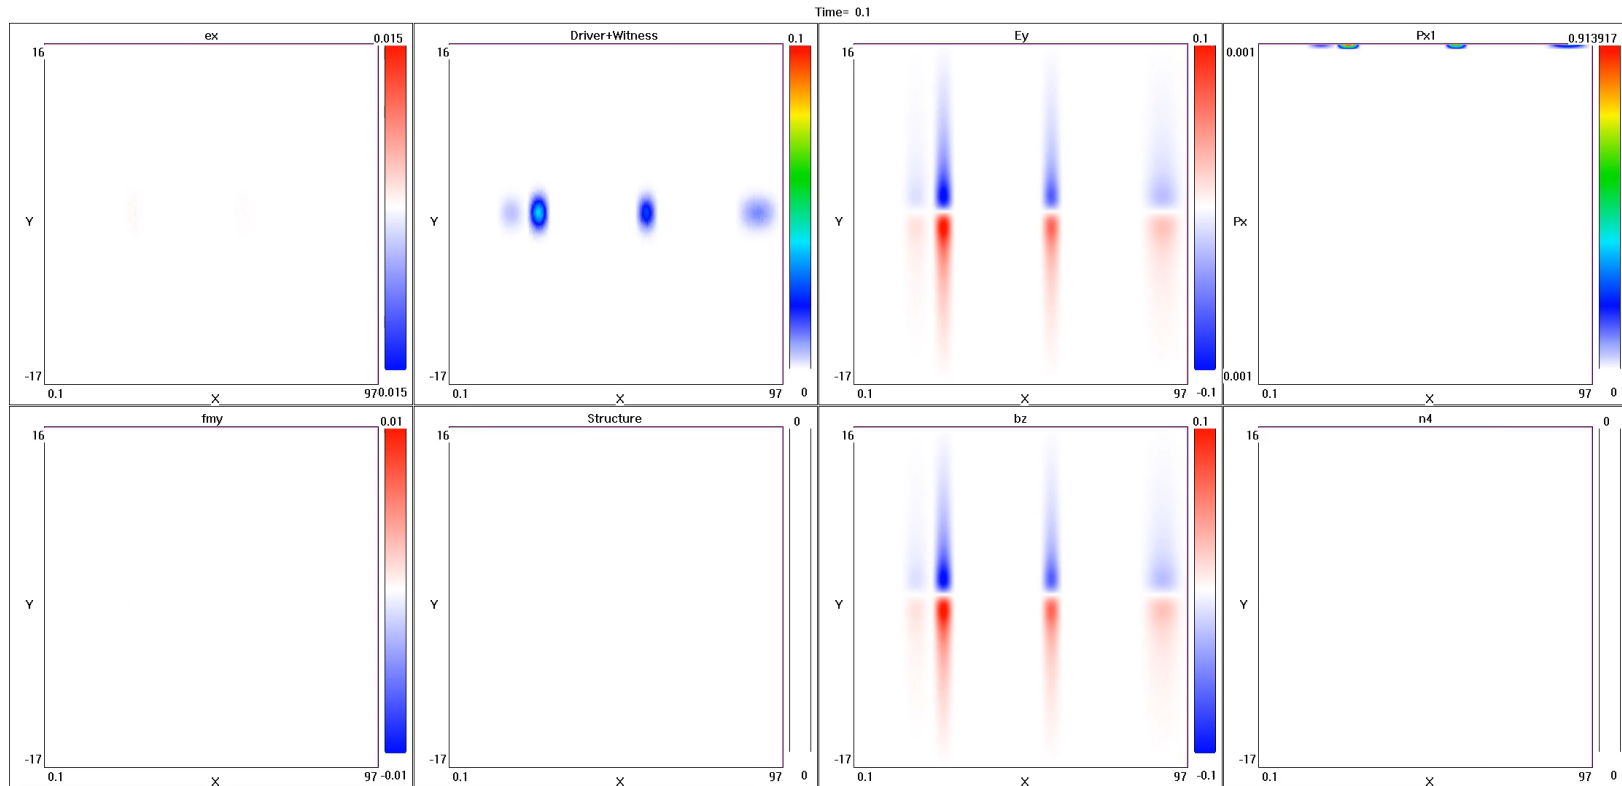 Time= 0.1
ex
0.015
16
Y
-17
0.1
X
97
0.015
Driver+Witness
0.1
16
Y
-17
0.1
X
97
0
Ey
0.1
16
Y
-17
0.1
X
97
-0.1
Px1
0.913917
0.001
Px
0.001
0.1
X
97
0
fmy
0.01
16
Y
-17
0.1
X
97
-0.01
Structure
0
16
Y
-17
0.1
X
97
0
bz
0.1
16
Y
-17
0.1
X
97
-0.1
n4
0
16
Y
-17
0.1
X
97
0